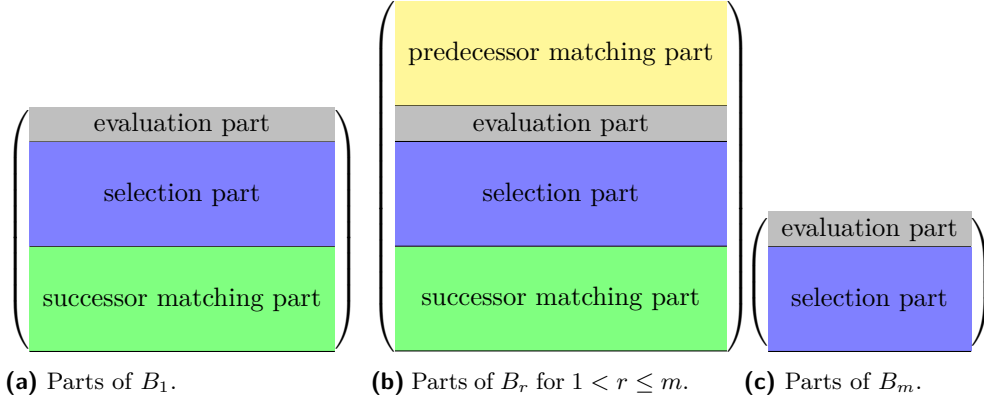 evaluation part
selection part
successor matching part
(a) Parts of B₁.
predecessor matching part
evaluation part
selection part
successor matching part
(b) Parts of Bᵣ for 1 < r ≤ m.
evaluation part
selection part
(c) Parts of Bₘ.